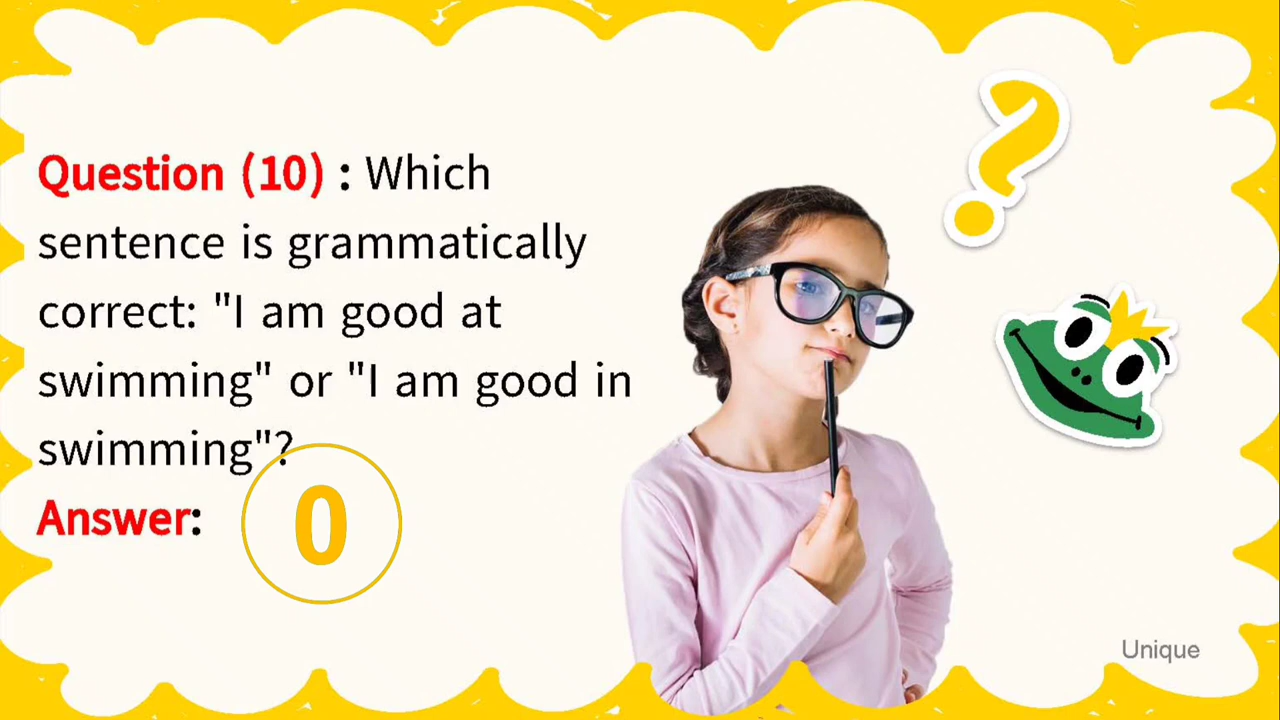 Question (10) : Which
sentence is grammatically
correct: "I am good at
swimming" or "I am good in
swimming"?
Answer:
0
Unique